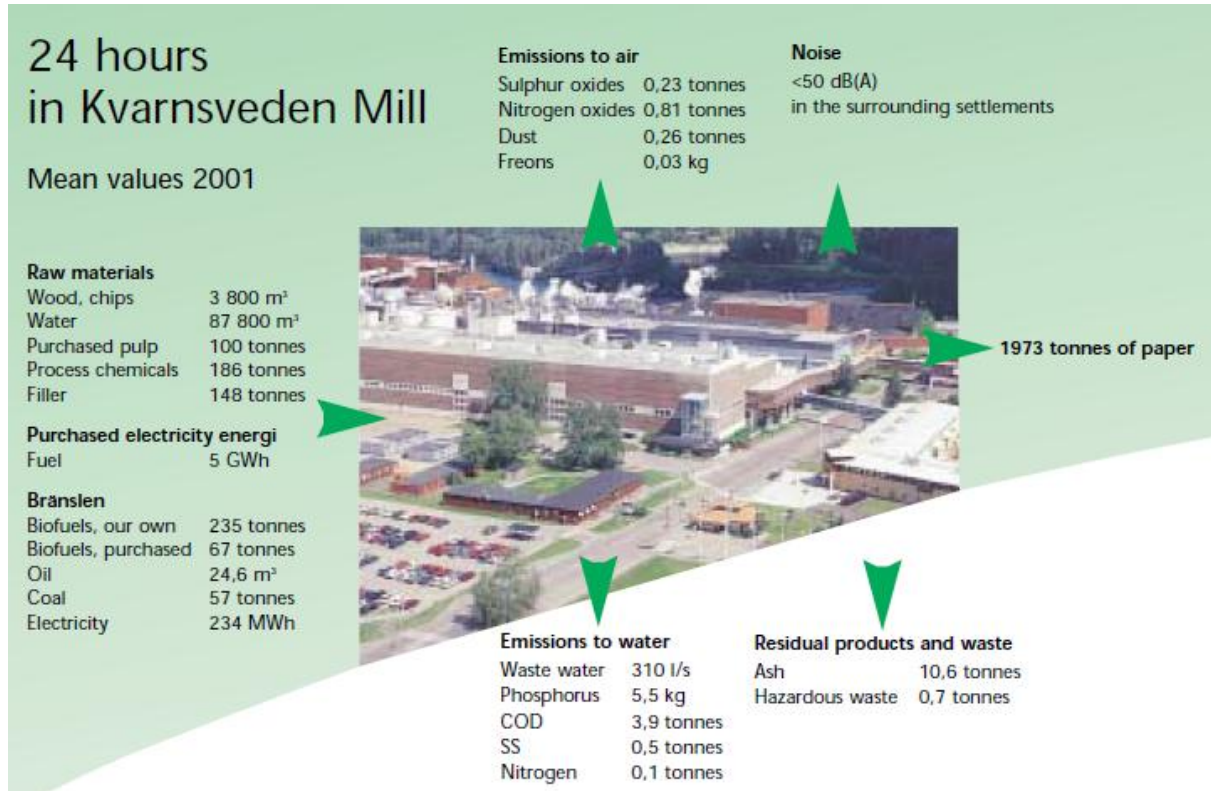 24 hours
in Kvarnsveden Mill
Mean values 2001
Raw materials
Wood, chips 3 800 m³
Water 87 800 m³
Purchased pulp 100 tonnes
Process chemicals 186 tonnes
Filler 148 tonnes
Purchased electricity energi
Fuel 5 GWh
Bränslen
Biofuels, our own 235 tonnes
Biofuels, purchased 67 tonnes
Oil 24,6 m³
Coal 57 tonnes
Electricity 234 MWh
Emissions to air
Sulphur oxides 0,23 tonnes
Nitrogen oxides 0,81 tonnes
Dust 0,26 tonnes
Freons 0,03 kg
Noise
<50 dB(A)
in the surrounding settlements
1973 tonnes of paper
Emissions to water
Waste water 310 l/s
Phosphorus 5,5 kg
COD 3,9 tonnes
SS 0,5 tonnes
Nitrogen 0,1 tonnes
Residual products and waste
Ash 10,6 tonnes
Hazardous waste 0,7 tonnes